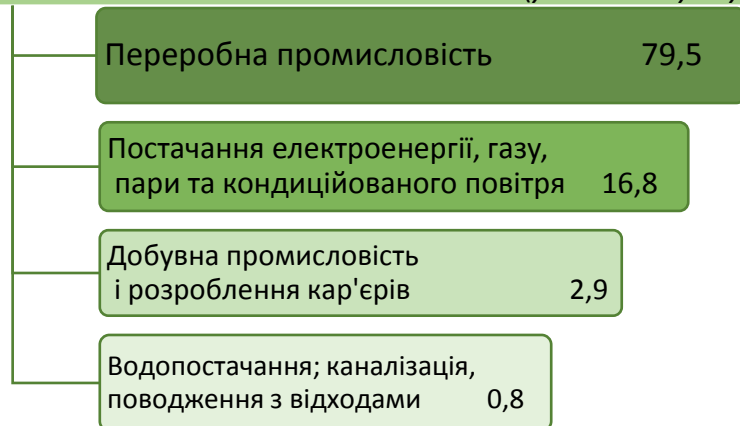 Переробна промисловість 79,5
Постачання електроенергії, газу,
пари та кондиційованого повітря 16,8
Добувна промисловість
і розроблення кар'єрів 2,9
Водопостачання; каналізація,
поводження з відходами 0,8